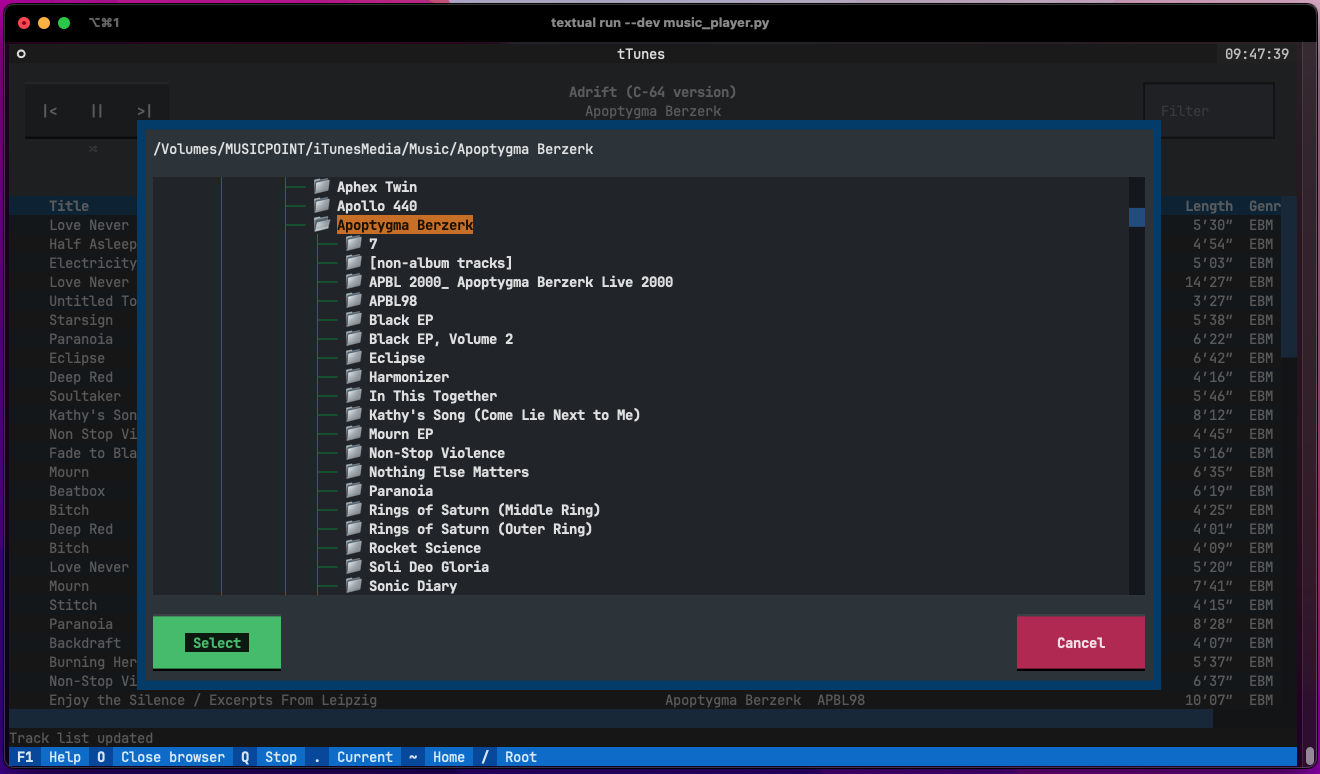 ⌥⌘1 textual run --dev music_player.py
tTunes 09:47:39
Adrift (C-64 version)
|< || >| Apoptygma Berzerk Filter
/Volumes/MUSICPOINT/iTunesMedia/Music/Apoptygma Berzerk
Aphex Twin
Title Apollo 440 Length Genr
Love Never Apoptygma Berzerk 5'30" EBM
Half Asleep 7 4'54" EBM
Electricity [non-album tracks] 5'03" EBM
Love Never APBL 2000_ Apoptygma Berzerk Live 2000 14'27" EBM
Untitled To APBL98 3'27" EBM
Starsign Black EP 5'38" EBM
Paranoia Black EP, Volume 2 6'22" EBM
Eclipse Eclipse 6'42" EBM
Deep Red Harmonizer 4'16" EBM
Soultaker In This Together 5'46" EBM
Kathy's Son Kathy's Song (Come Lie Next to Me) 8'12" EBM
Non Stop Vi Mourn EP 4'45" EBM
Fade to Bla Non-Stop Violence 5'16" EBM
Mourn Nothing Else Matters 6'35" EBM
Beatbox Paranoia 6'19" EBM
Bitch Rings of Saturn (Middle Ring) 4'25" EBM
Deep Red Rings of Saturn (Outer Ring) 4'01" EBM
Bitch Rocket Science 4'09" EBM
Love Never Soli Deo Gloria 5'20" EBM
Mourn Sonic Diary 7'41" EBM
Stitch 4'15" EBM
Paranoia 8'28" EBM
Backdraft Select Cancel 4'07" EBM
Burning Her 5'37" EBM
Non-Stop Vi 6'37" EBM
Enjoy the Silence / Excerpts From Leipzig Apoptygma Berzerk APBL98 10'07" EBM
Track list updated
F1 Help O Close browser Q Stop . Current ~ Home / Root